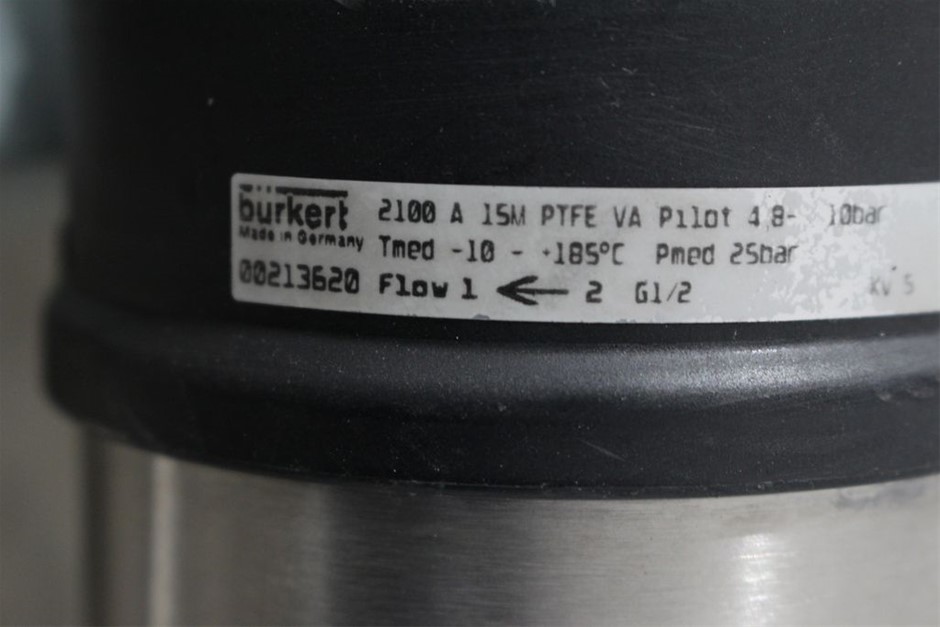 bürkert
Made in Germany
2100 A 15M PTFE VA Pilot 4,8- 10bar
Tmed -10 - +185°C Pmed 25bar
00213620 Flow 1 ← 2 G1/2